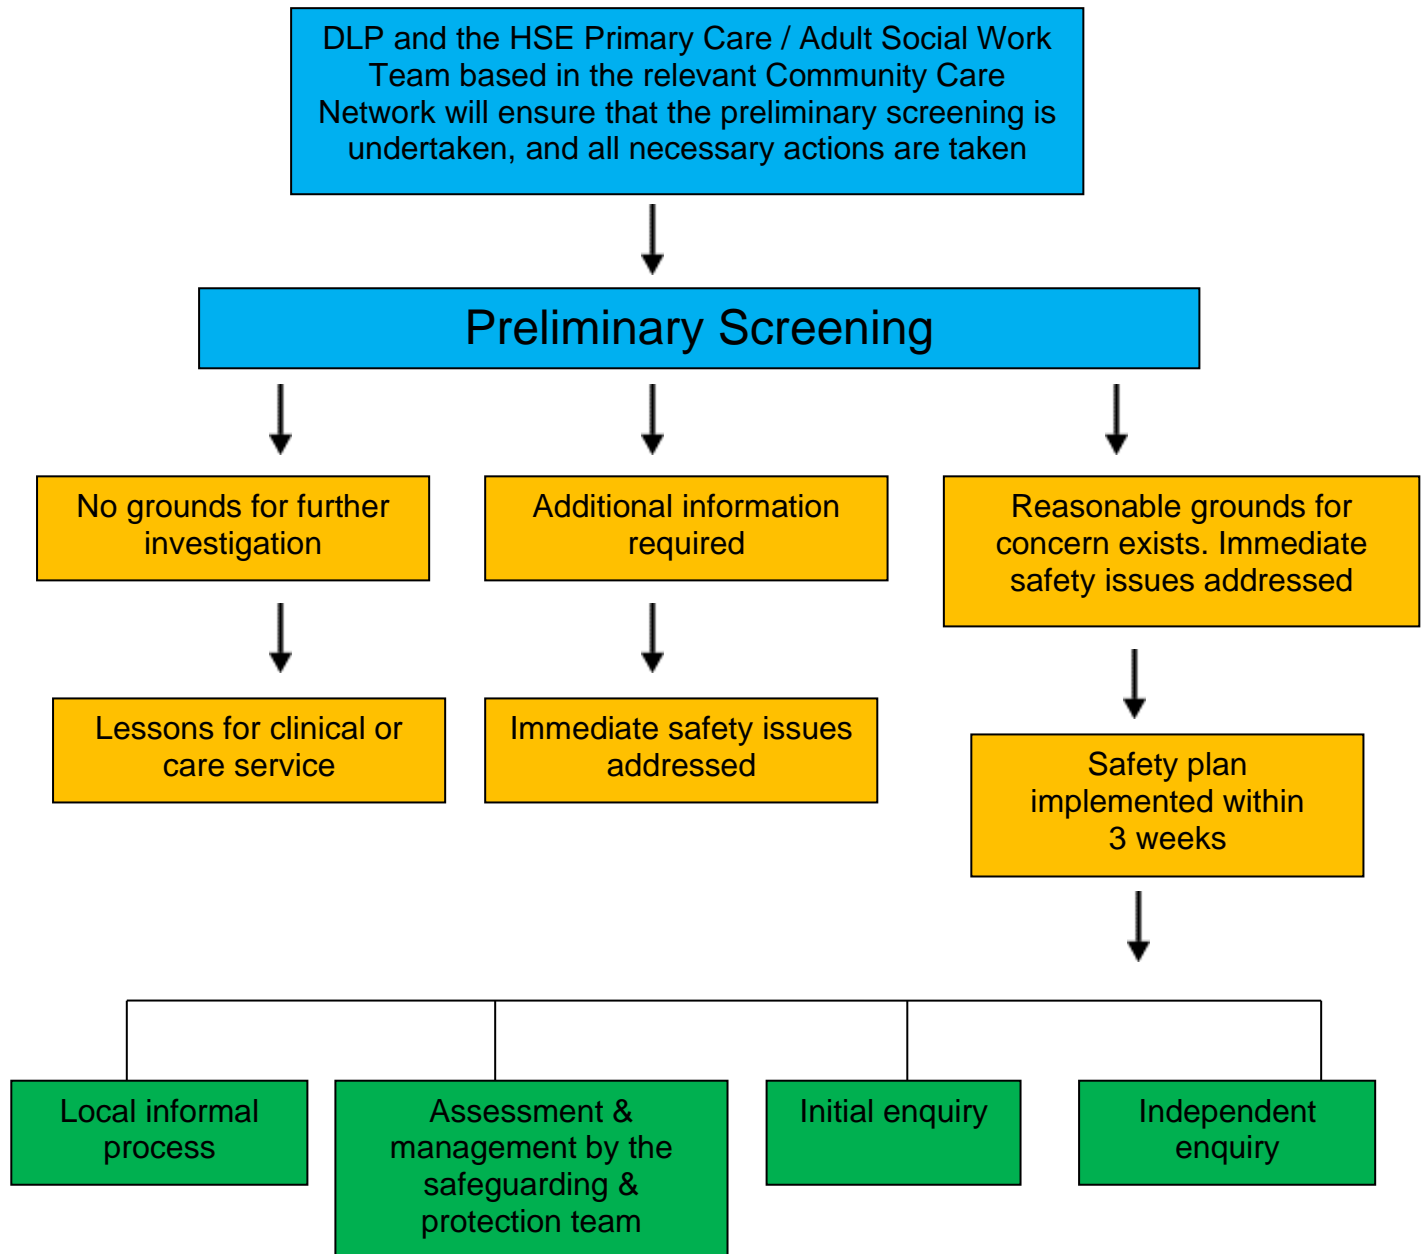 DLP and the HSE Primary Care / Adult Social Work
Team based in the relevant Community Care
Network will ensure that the preliminary screening is
undertaken, and all necessary actions are taken
Preliminary Screening
No grounds for further
investigation
Additional information
required
Reasonable grounds for
concern exists. Immediate
safety issues addressed
Lessons for clinical or
care service
Immediate safety issues
addressed
Safety plan
implemented within
3 weeks
Local informal
process
Assessment &
management by the
safeguarding &
protection team
Initial enquiry
Independent
enquiry